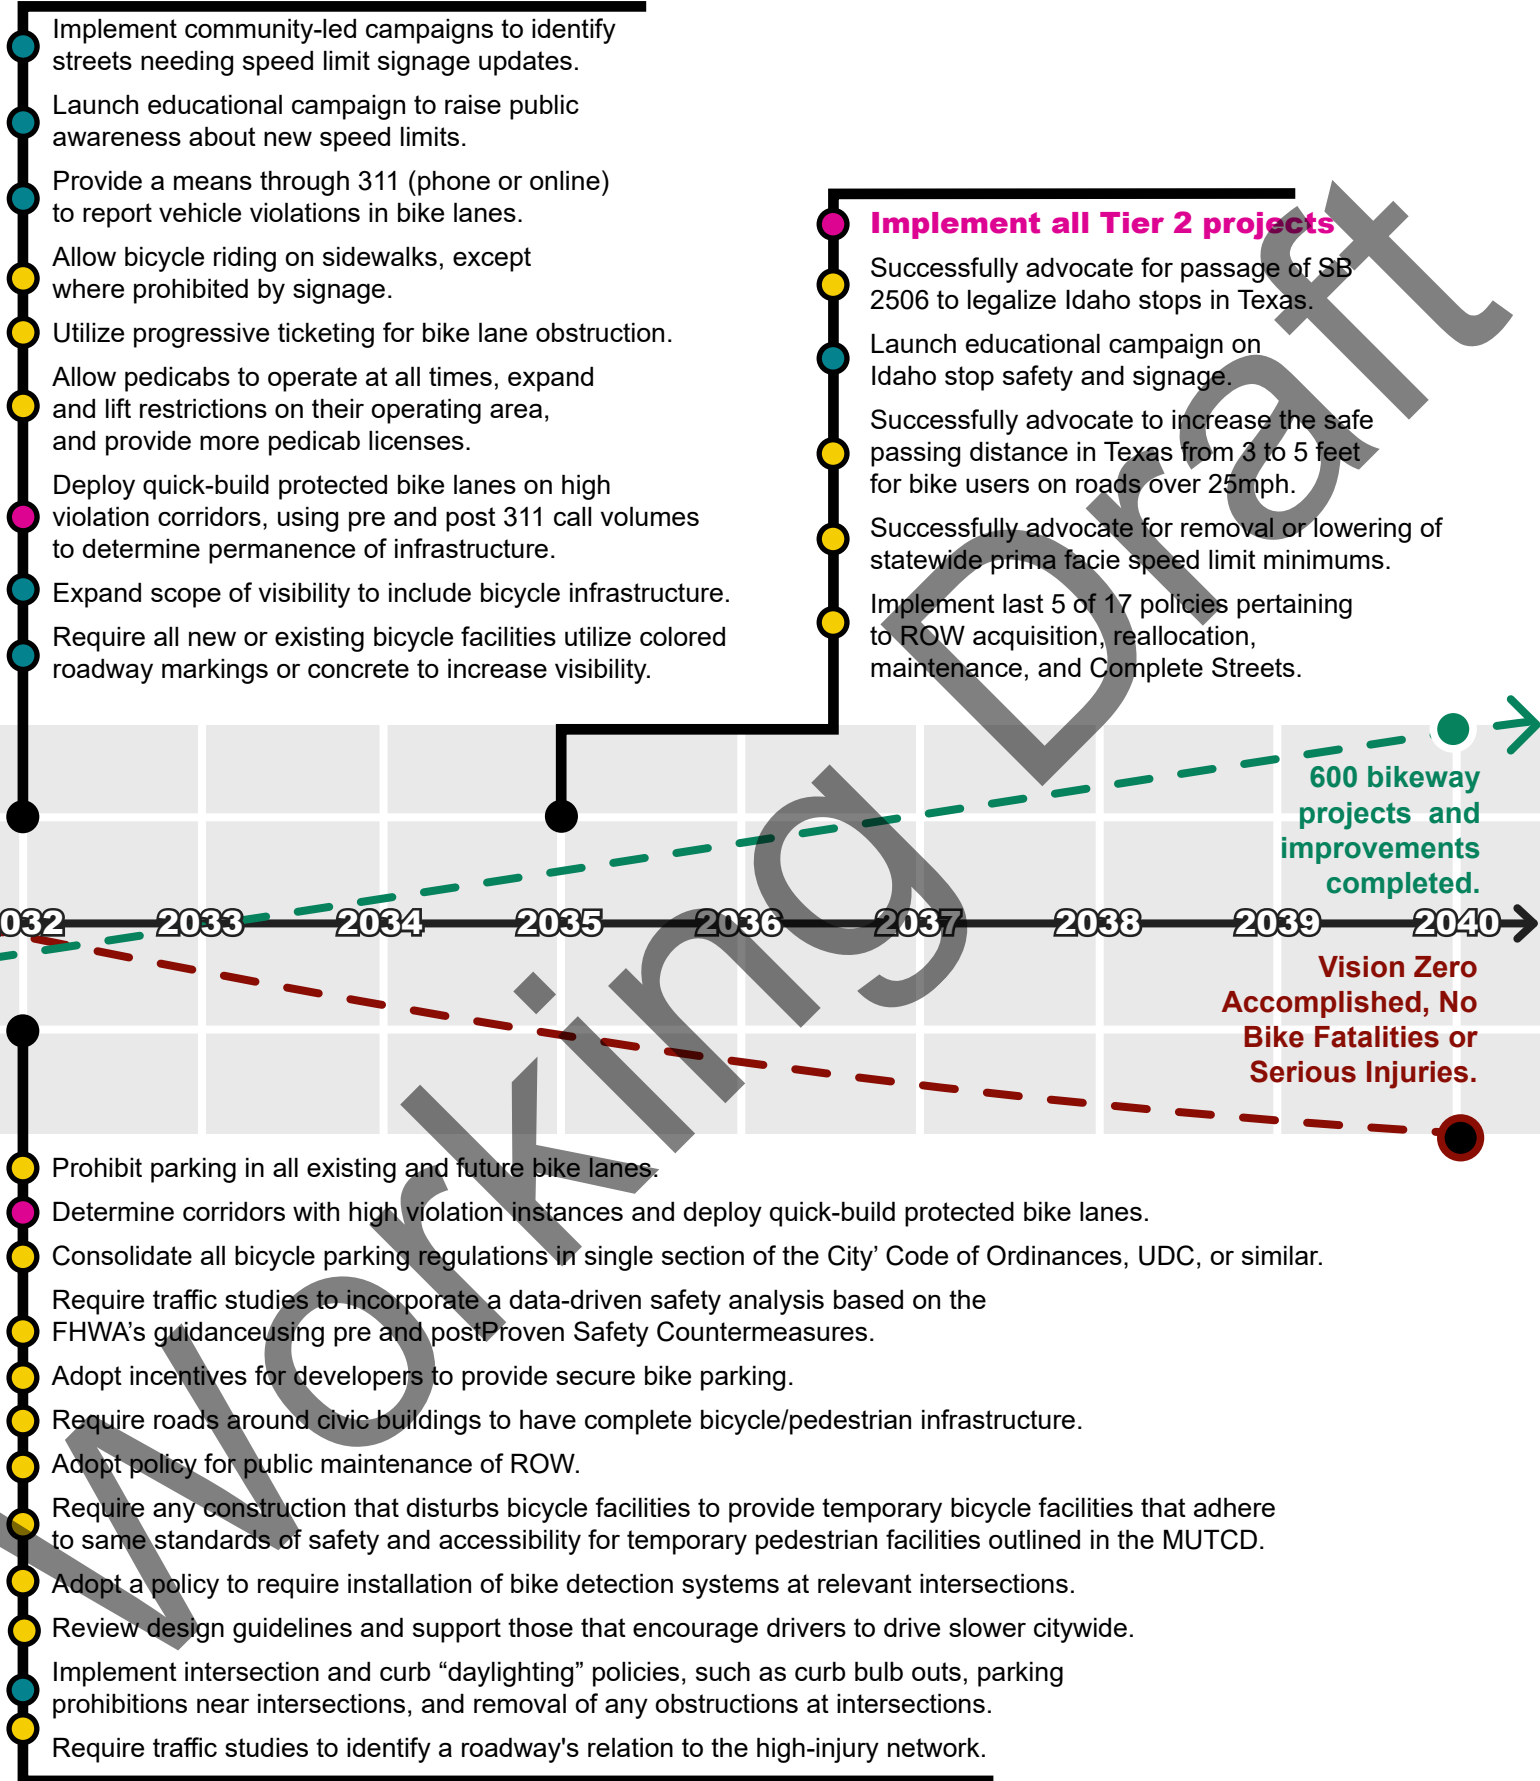 Implement community-led campaigns to identify
streets needing speed limit signage updates.
Launch educational campaign to raise public
awareness about new speed limits.
Provide a means through 311 (phone or online)
to report vehicle violations in bike lanes.
Allow bicycle riding on sidewalks, except
where prohibited by signage.
Utilize progressive ticketing for bike lane obstruction.
Allow pedicabs to operate at all times, expand
and lift restrictions on their operating area,
and provide more pedicab licenses.
Deploy quick-build protected bike lanes on high
violation corridors, using pre and post 311 call volumes
to determine permanence of infrastructure.
Expand scope of visibility to include bicycle infrastructure.
Require all new or existing bicycle facilities utilize colored
roadway markings or concrete to increase visibility.
Implement all Tier 2 projects
Successfully advocate for passage of SB
2506 to legalize Idaho stops in Texas.
Launch educational campaign on
Idaho stop safety and signage.
Successfully advocate to increase the safe
passing distance in Texas from 3 to 5 feet
for bike users on roads over 25mph.
Successfully advocate for removal or lowering of
statewide prima facie speed limit minimums.
Implement last 5 of 17 policies pertaining
to ROW acquisition, reallocation,
maintenance, and Complete Streets.
600 bikeway
projects and
improvements
completed.
032 2033 2034 2035 2036 2037 2038 2039 2040
Vision Zero
Accomplished, No
Bike Fatalities or
Serious Injuries.
Prohibit parking in all existing and future bike lanes.
Determine corridors with high violation instances and deploy quick-build protected bike lanes.
Consolidate all bicycle parking regulations in single section of the City' Code of Ordinances, UDC, or similar.
Require traffic studies to incorporate a data-driven safety analysis based on the
FHWA's guidanceusing pre and postProven Safety Countermeasures.
Adopt incentives for developers to provide secure bike parking.
Require roads around civic buildings to have complete bicycle/pedestrian infrastructure.
Adopt policy for public maintenance of ROW.
Require any construction that disturbs bicycle facilities to provide temporary bicycle facilities that adhere
to same standards of safety and accessibility for temporary pedestrian facilities outlined in the MUTCD.
Adopt a policy to require installation of bike detection systems at relevant intersections.
Review design guidelines and support those that encourage drivers to drive slower citywide.
Implement intersection and curb “daylighting” policies, such as curb bulb outs, parking
prohibitions near intersections, and removal of any obstructions at intersections.
Require traffic studies to identify a roadway's relation to the high-injury network.
Working Draft